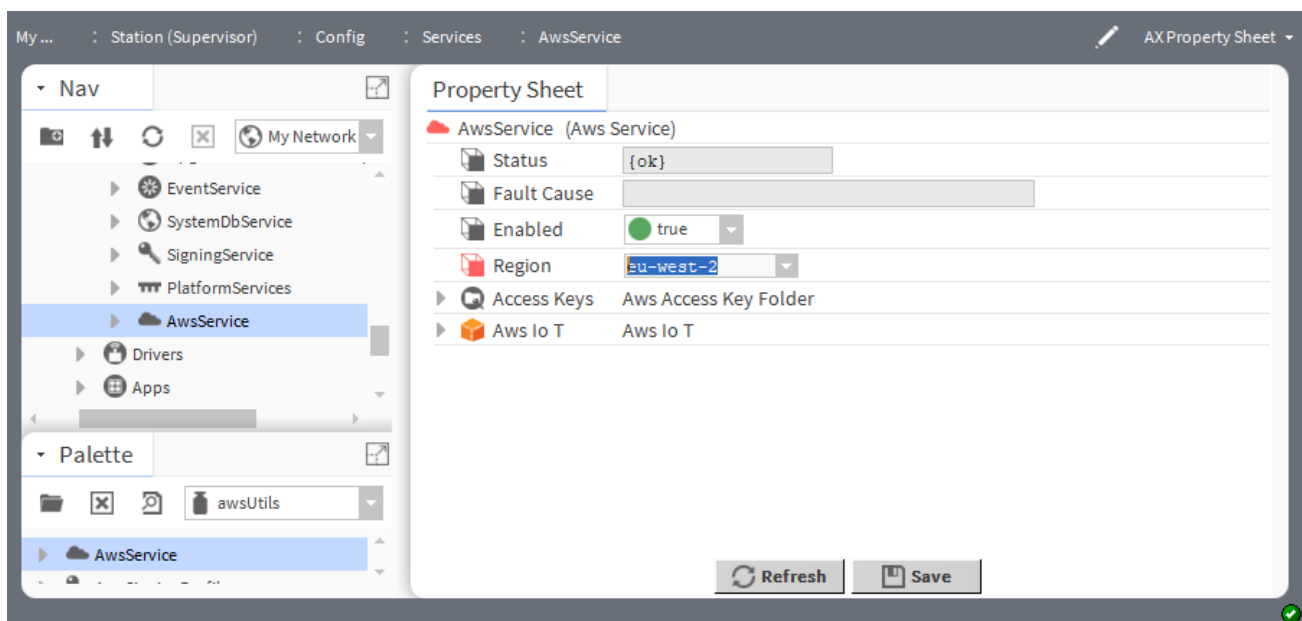 My ... : Station (Supervisor) : Config : Services : AwsService AX Property Sheet
Nav
My Network
EventService
SystemDbService
SigningService
PlatformServices
AwsService
Drivers
Apps
Palette
awsUtils
AwsService
Property Sheet
AwsService (Aws Service)
Status {ok}
Fault Cause
Enabled true
Region eu-west-2
Access Keys Aws Access Key Folder
Aws Io T Aws Io T
Refresh Save